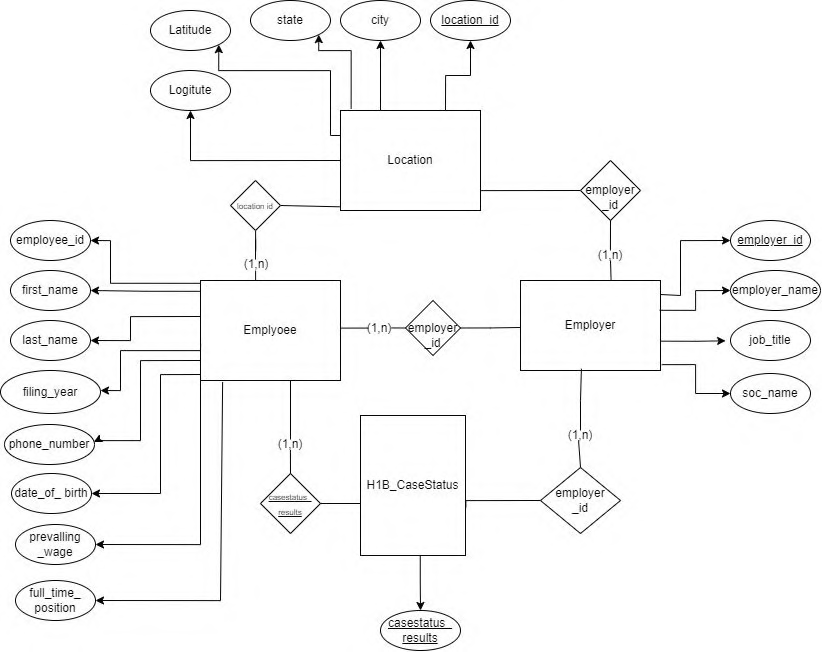 state
city
location_id
Latitude
Logitute
Location
location id
employer
_id
(1,n)
(1,n)
employee_id
first_name
last_name
filing_year
phone_number
date_of_ birth
prevalling
_wage
full_time_
position
Emplyoee
(1,n)
employer
_id
Employer
employer_id
employer_name
job_title
soc_name
(1,n)
(1,n)
casestatus_
results
H1B_CaseStatus
employer
_id
casestatus_
results